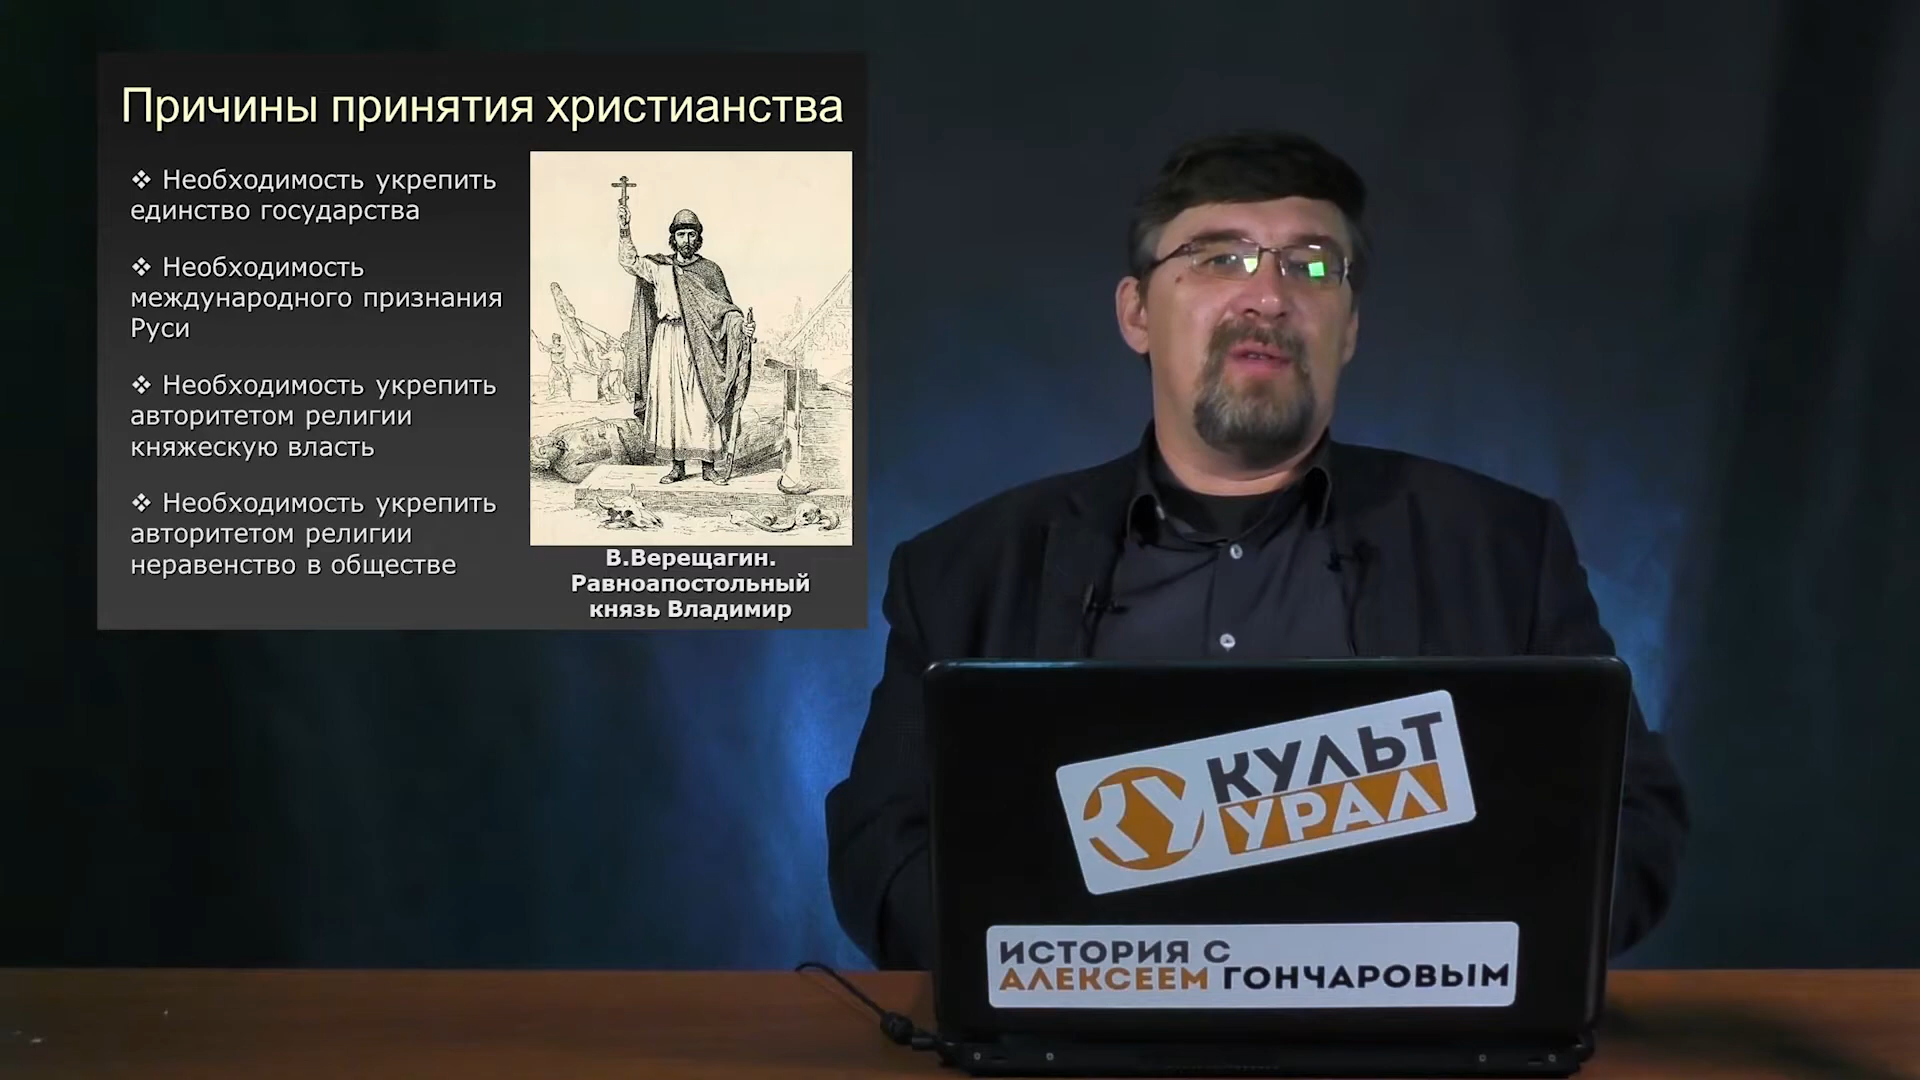 Причины принятия христианства
❖ Необходимость укрепить
единство государства
❖ Необходимость
международного признания
Руси
❖ Необходимость укрепить
авторитетом религии
княжескую власть
❖ Необходимость укрепить
авторитетом религии
неравенство в обществе
В.Верещагин.
Равноапостольный
князь Владимир
КУ
КУЛЬТ
УРАЛ
ИСТОРИЯ С
АЛЕКСЕЕМ ГОНЧАРОВЫМ